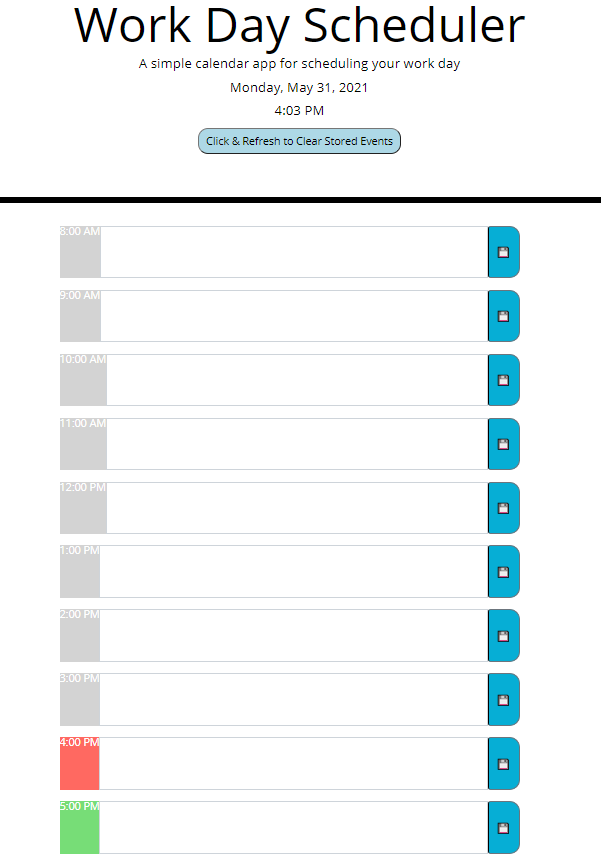 Work Day Scheduler
A simple calendar app for scheduling your work day
Monday, May 31, 2021
4:03 PM
Click & Refresh to Clear Stored Events
8:00 AM
9:00 AM
10:00 AM
11:00 AM
12:00 PM
1:00 PM
2:00 PM
3:00 PM
4:00 PM
5:00 PM